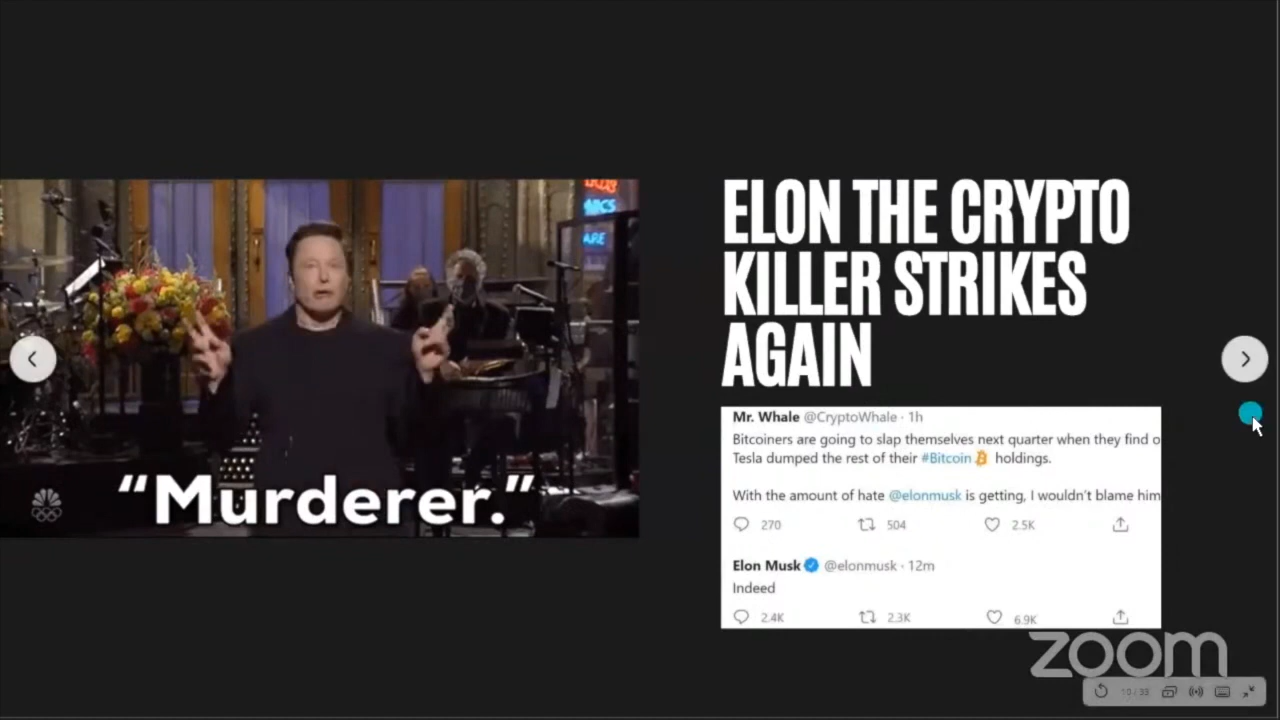 ELON THE CRYPTO
KILLER STRIKES
AGAIN
“Murderer.”
Mr. Whale @CryptoWhale · 1h
Bitcoiners are going to slap themselves next quarter when they find o
Tesla dumped the rest of their #Bitcoin holdings.
With the amount of hate @elonmusk is getting, I wouldn't blame him
270 504 2.5K
Elon Musk @elonmusk · 12m
Indeed
2.4K 2.3K 6.9K
zoom
10 / 33